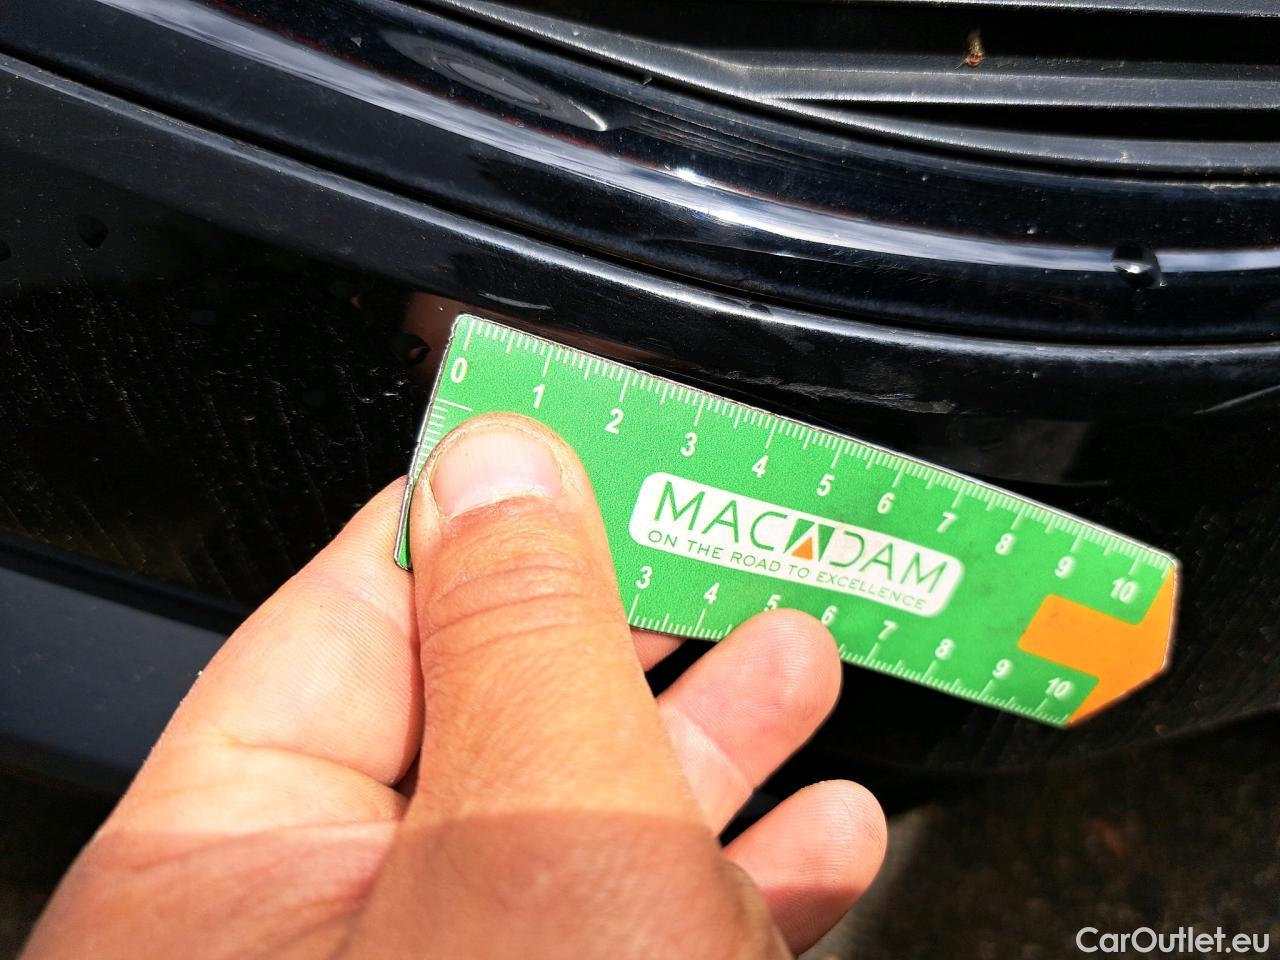 0 1 2 3 4 5 6 7 8 9 10
MACADAM
ON THE ROAD TO EXCELLENCE
3 4 5 6 7 8 9 10
CarOutlet.eu